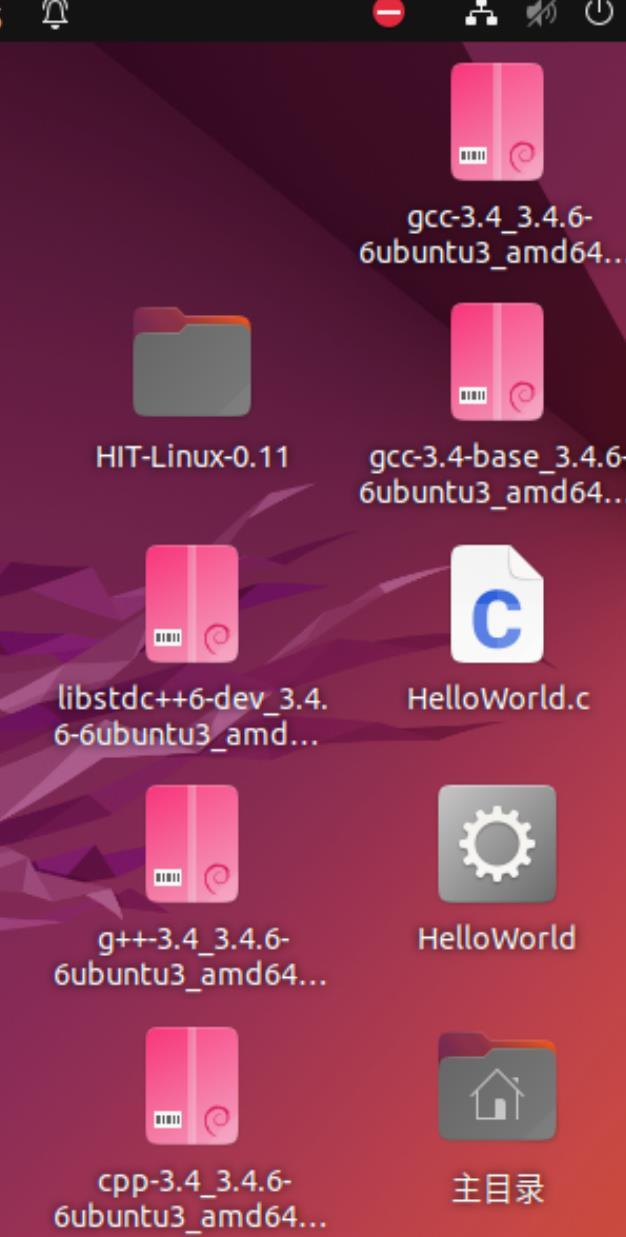 gcc-3.4_3.4.6-
6ubuntu3_amd64...
HIT-Linux-0.11
gcc-3.4-base_3.4.6-
6ubuntu3_amd64...
libstdc++6-dev_3.4.
6-6ubuntu3_amd...
HelloWorld.c
g++-3.4_3.4.6-
6ubuntu3_amd64...
HelloWorld
cpp-3.4_3.4.6-
6ubuntu3_amd64...
主目录